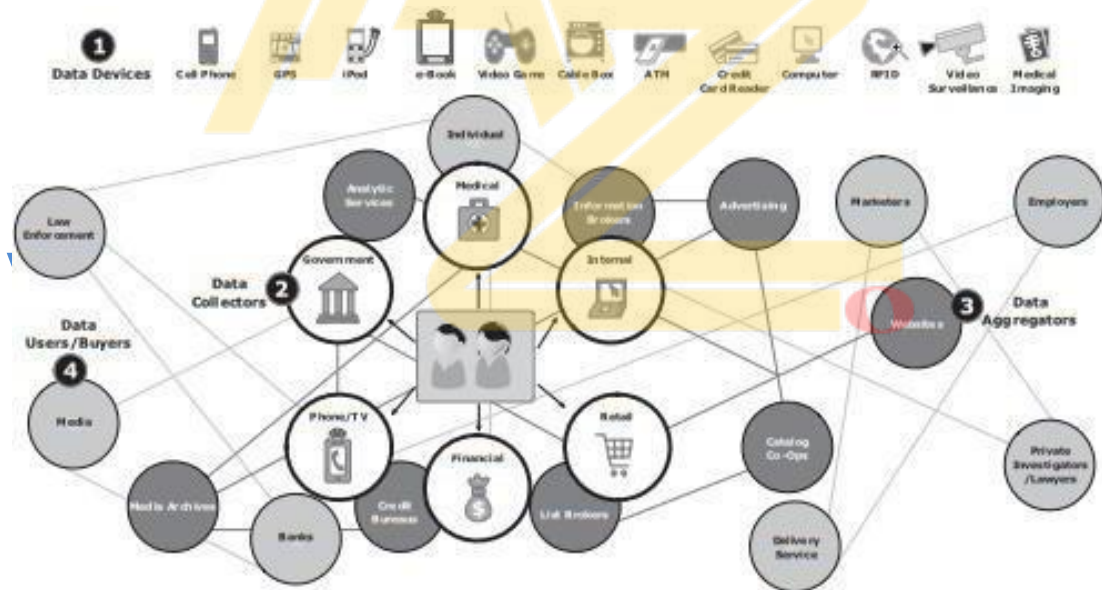 1
Data Devices
Cell Phone
GPS
iPod
e-Book
Video Game
Cable Box
ATM
Credit
Card Reader
Computer
RFID
Video
Surveillance
Medical
Imaging
Individual
Analytic
Services
Medical
Information
Brokers
Advertising
Marketers
Employers
Law
Enforcement
Government
Data
Collectors
2
Internal
Websites
3
Data
Aggregators
Data
Users/Buyers
4
Media
Phone/TV
Financial
$
Retail
Catalog
Co-Ops
Private
Investigators
/Lawyers
Media Archives
Banks
Credit
Bureaus
List Brokers
Delivery
Service